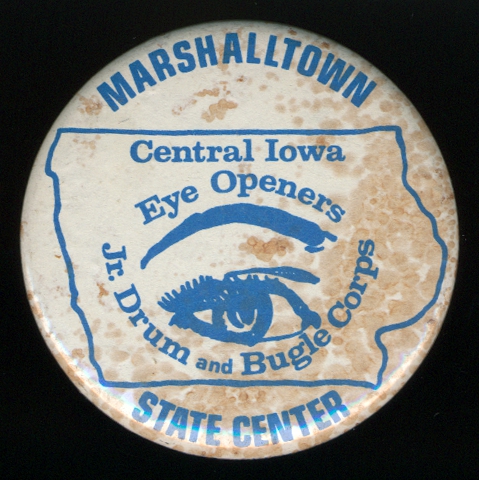 MARSHALLTOWN
Central Iowa
Eye Openers
Jr. Drum and Bugle Corps
STATE CENTER